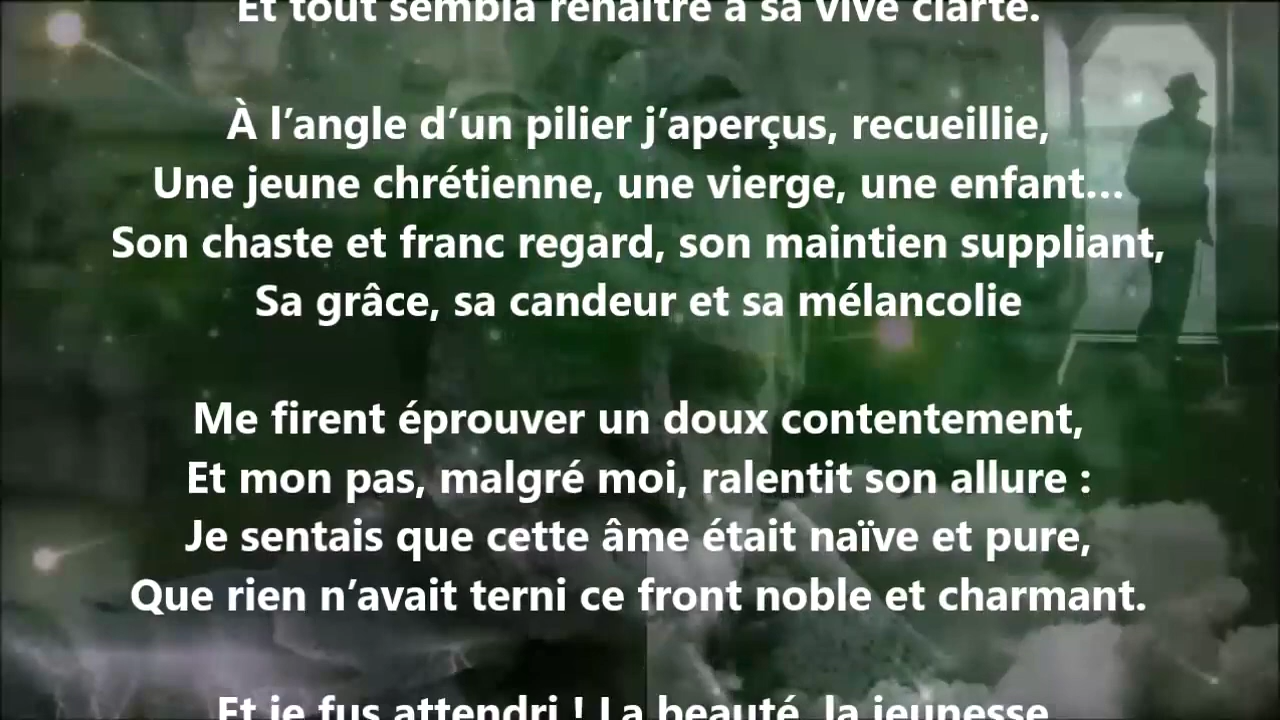 Et tout sembla renaître à sa vive clarté.
À l’angle d’un pilier j’aperçus, recueillie,
Une jeune chrétienne, une vierge, une enfant…
Son chaste et franc regard, son maintien suppliant,
Sa grâce, sa candeur et sa mélancolie
Me firent éprouver un doux contentement,
Et mon pas, malgré moi, ralentit son allure :
Je sentais que cette âme était naïve et pure,
Que rien n’avait terni ce front noble et charmant.
Et je fus attendri ! La beauté, la jeunesse